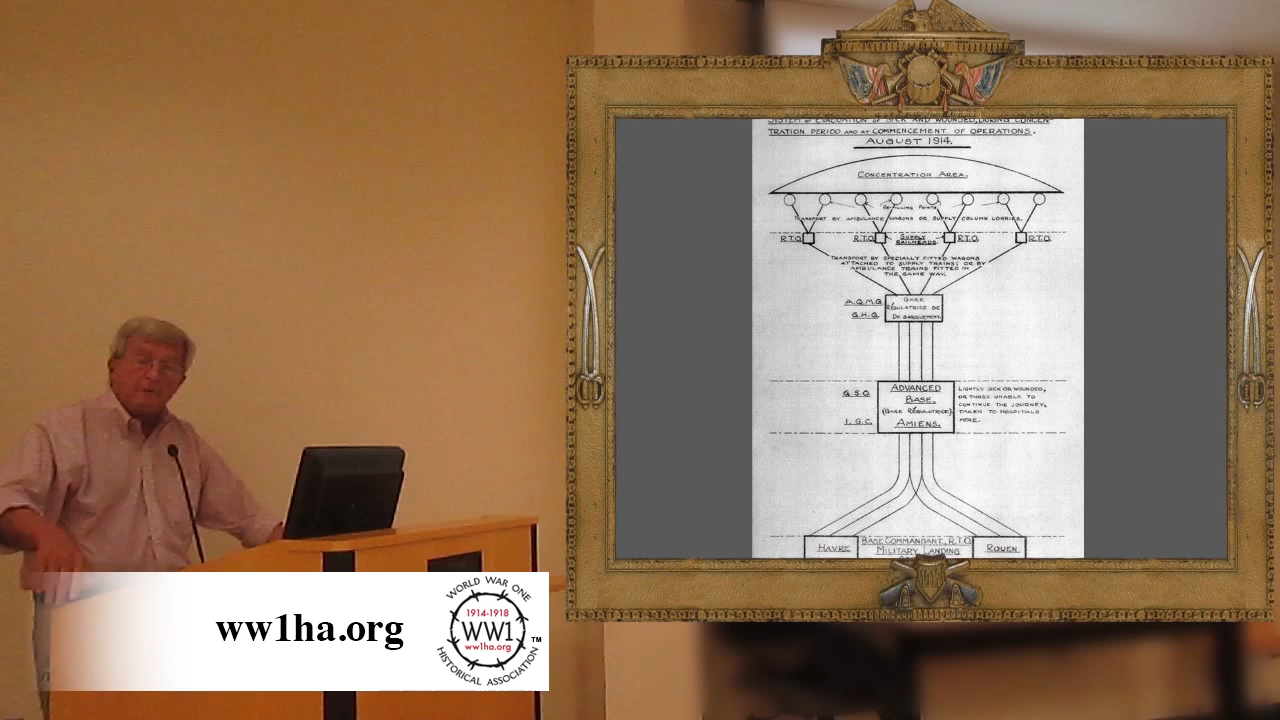 SYSTEM OF EVACUATION OF SICK AND WOUNDED, DURING CONCEN-
TRATION PERIOD AND AT COMMENCEMENT OF OPERATIONS.
AUGUST 1914.
CONCENTRATION AREA.
RE-FILLING POINTS
TRANSPORT BY AMBULANCE WAGONS OR SUPPLY COLUMN LORRIES.
R.T.O. R.T.O. SUPPLY RAILHEADS. R.T.O. R.T.O.
TRANSPORT BY SPECIALLY FITTED WAGONS
ATTACHED TO SUPPLY TRAINS; OR BY
AMBULANCE TRAINS FITTED IN
THE SAME WAY.
A.Q.M.G.
G.H.Q.
GARE
RÉGULATRICE DE
DEBARQUEMENT.
G.S.O.
I.G.C.
ADVANCED
BASE.
(GARE RÉGULATRICE)
AMIENS.
LIGHTLY SICK OR WOUNDED,
OR THOSE UNABLE TO
CONTINUE THE JOURNEY,
TAKEN TO HOSPITALS
HERE.
HAVRE
BASE COMMANDANT, R.T.O.
MILITARY LANDING
ROUEN
ww1ha.org
WORLD WAR ONE
1914-1918
WW1
ww1ha.org
HISTORICAL ASSOCIATION
TM